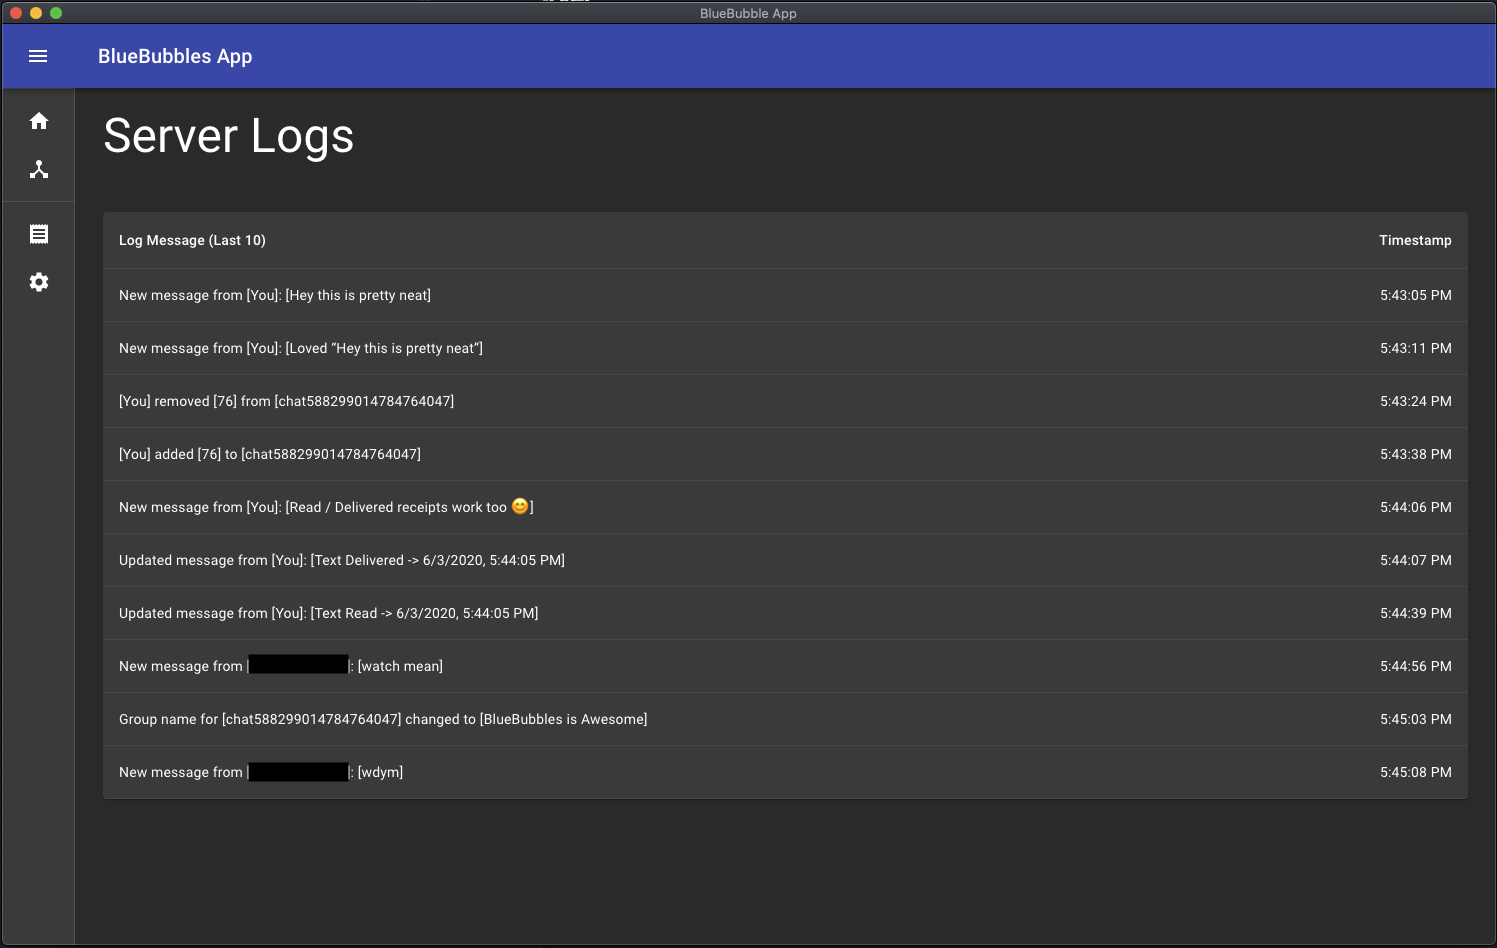 BlueBubble App
BlueBubbles App
Server Logs
Log Message (Last 10) Timestamp
New message from [You]: [Hey this is pretty neat] 5:43:05 PM
New message from [You]: [Loved “Hey this is pretty neat”] 5:43:11 PM
[You] removed [76] from [chat588299014784764047] 5:43:24 PM
[You] added [76] to [chat588299014784764047] 5:43:38 PM
New message from [You]: [Read / Delivered receipts work too 😊] 5:44:06 PM
Updated message from [You]: [Text Delivered -> 6/3/2020, 5:44:05 PM] 5:44:07 PM
Updated message from [You]: [Text Read -> 6/3/2020, 5:44:05 PM] 5:44:39 PM
New message from [ ]: [watch mean] 5:44:56 PM
Group name for [chat588299014784764047] changed to [BlueBubbles is Awesome] 5:45:03 PM
New message from [ ]: [wdym] 5:45:08 PM